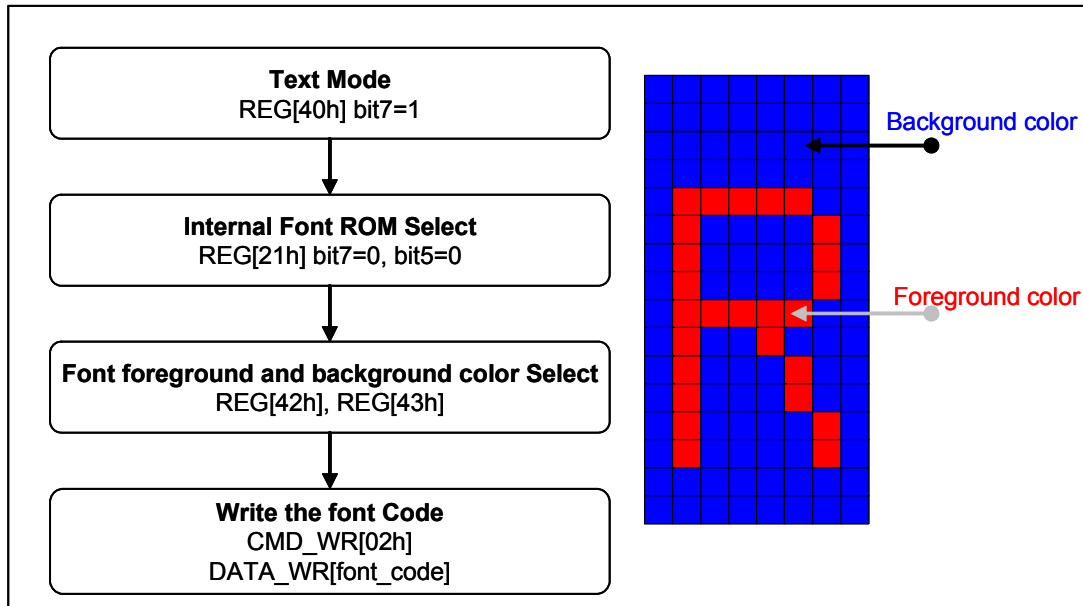 Text Mode
REG[40h] bit7=1
Internal Font ROM Select
REG[21h] bit7=0, bit5=0
Font foreground and background color Select
REG[42h], REG[43h]
Write the font Code
CMD_WR[02h]
DATA_WR[font_code]
Background color
Foreground color